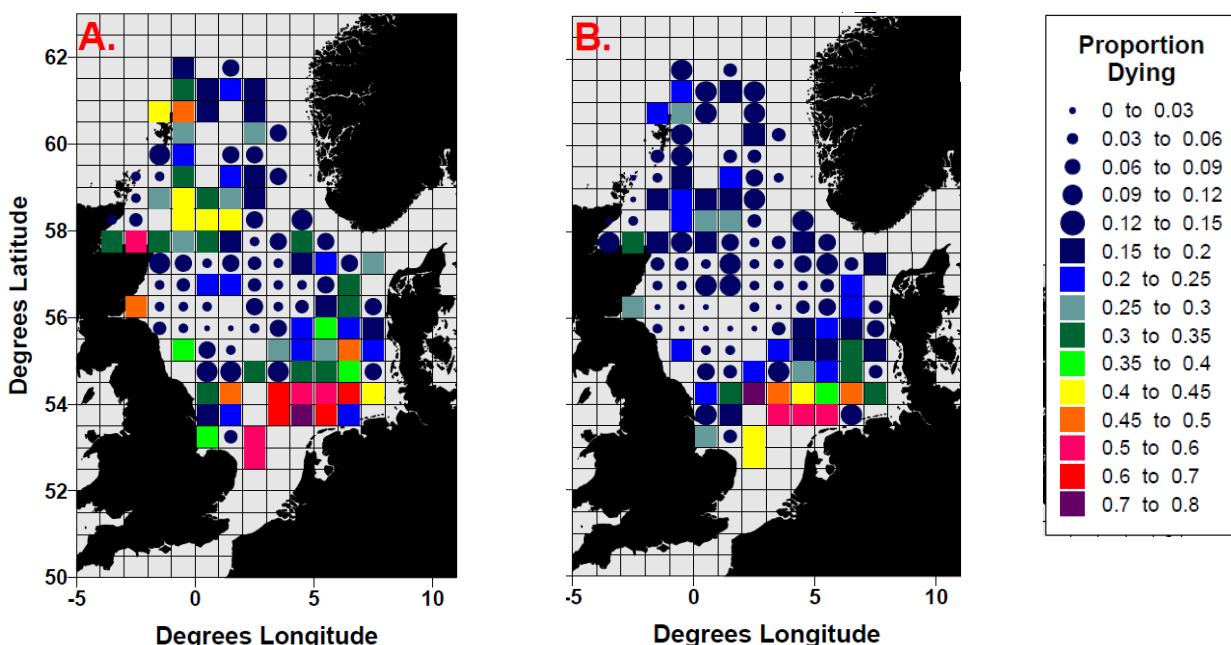 A.
62
60
58
56
54
52
50
-5 0 5 10
Degrees Latitude
Degrees Longitude
B.
-5 0 5 10
Degrees Longitude
Proportion
Dying
0 to 0.03
0.03 to 0.06
0.06 to 0.09
0.09 to 0.12
0.12 to 0.15
0.15 to 0.2
0.2 to 0.25
0.25 to 0.3
0.3 to 0.35
0.35 to 0.4
0.4 to 0.45
0.45 to 0.5
0.5 to 0.6
0.6 to 0.7
0.7 to 0.8